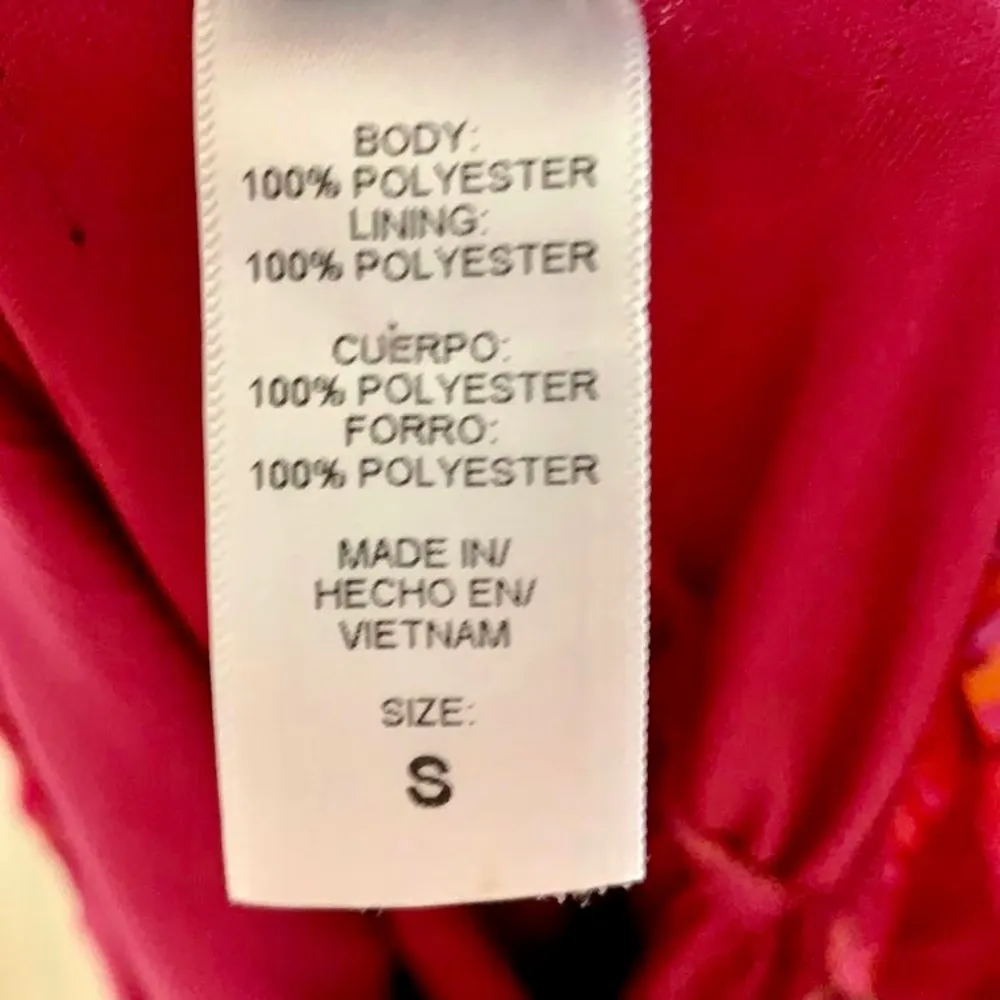 BODY:
100% POLYESTER
LINING:
100% POLYESTER
CUERPO:
100% POLYESTER
FORRO:
100% POLYESTER
MADE IN/
HECHO EN/
VIETNAM
SIZE:
S